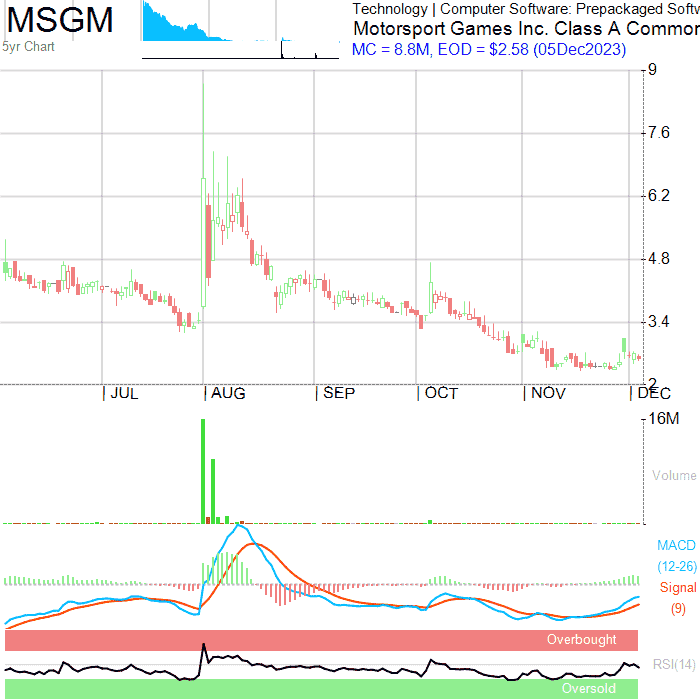 MSGM
5yr Chart
Technology | Computer Software: Prepackaged Softw
Motorsport Games Inc. Class A Common
MC = 8.8M, EOD = $2.58 (05Dec2023)
9
7.6
6.2
4.8
3.4
2
| JUL
| AUG
| SEP
| OCT
| NOV
| DEC
16M
Volume
MACD
(12-26)
Signal
(9)
Overbought
RSI(14)
Oversold